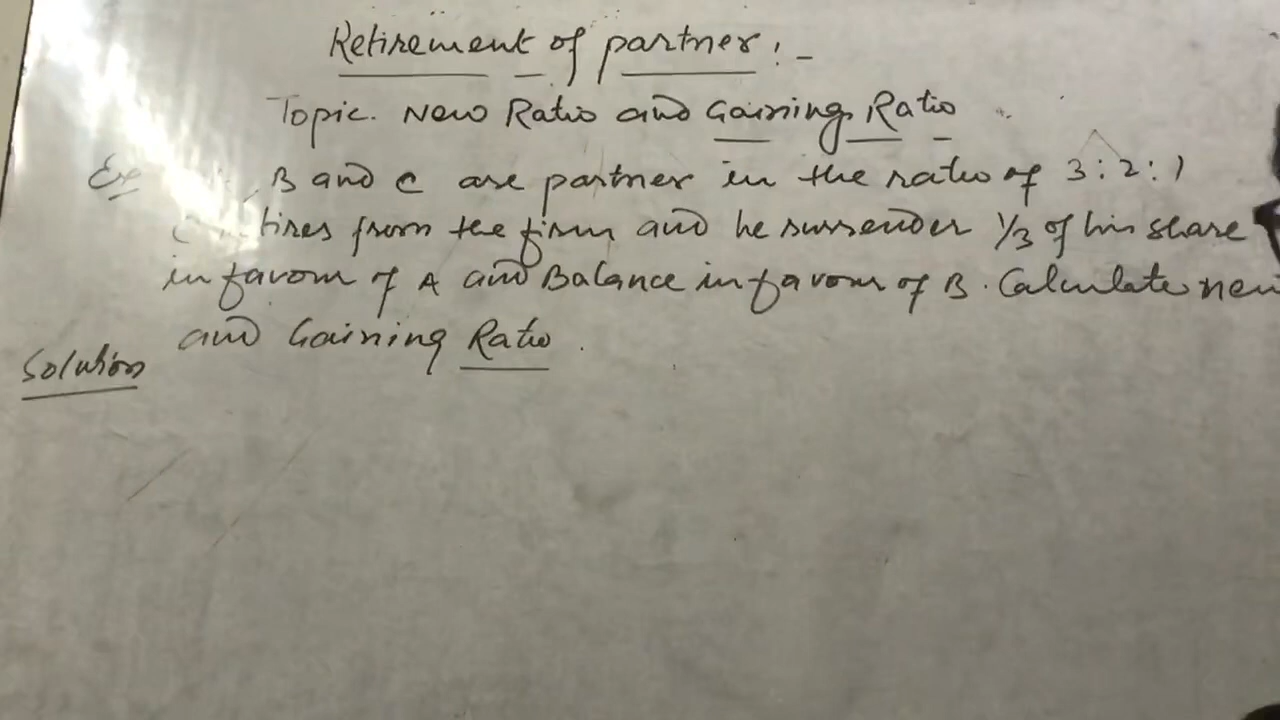 Retirement of partner:-
Topic. New Ratio and Gaining Ratio
Ex B and C are partner in the ratio of 3:2:1
C tires from the firm and he surrender 1/3 of his share
in favour of A and Balance in favour of B. Calculate new
and Gaining Ratio.
Solution